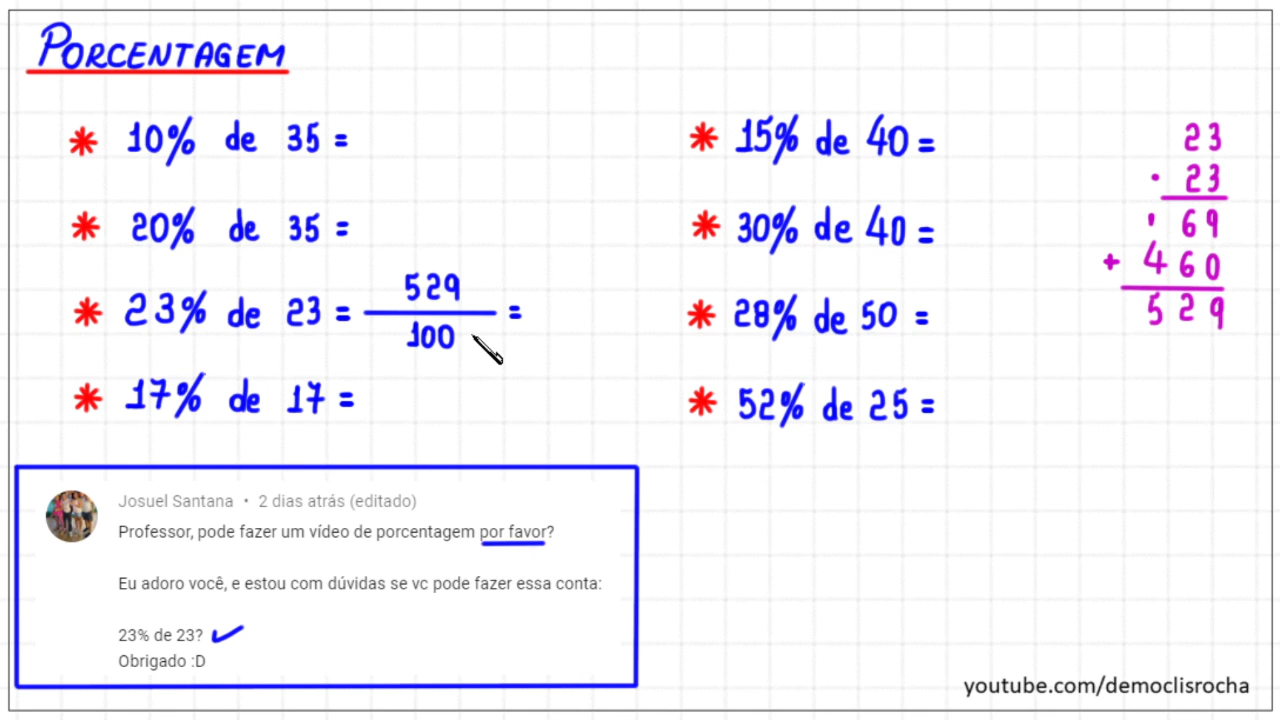 PORCENTAGEM
* 10% de 35 =
* 20% de 35 =
* 23% de 23 = 529/100 =
* 17% de 17 =
* 15% de 40 =
* 30% de 40 =
* 28% de 50 =
* 52% de 25 =
23
· 23
' 69
+ 460
529
Josuel Santana • 2 dias atrás (editado)
Professor, pode fazer um vídeo de porcentagem por favor?
Eu adoro você, e estou com dúvidas se vc pode fazer essa conta:
23% de 23?
Obrigado :D
youtube.com/democlisrocha